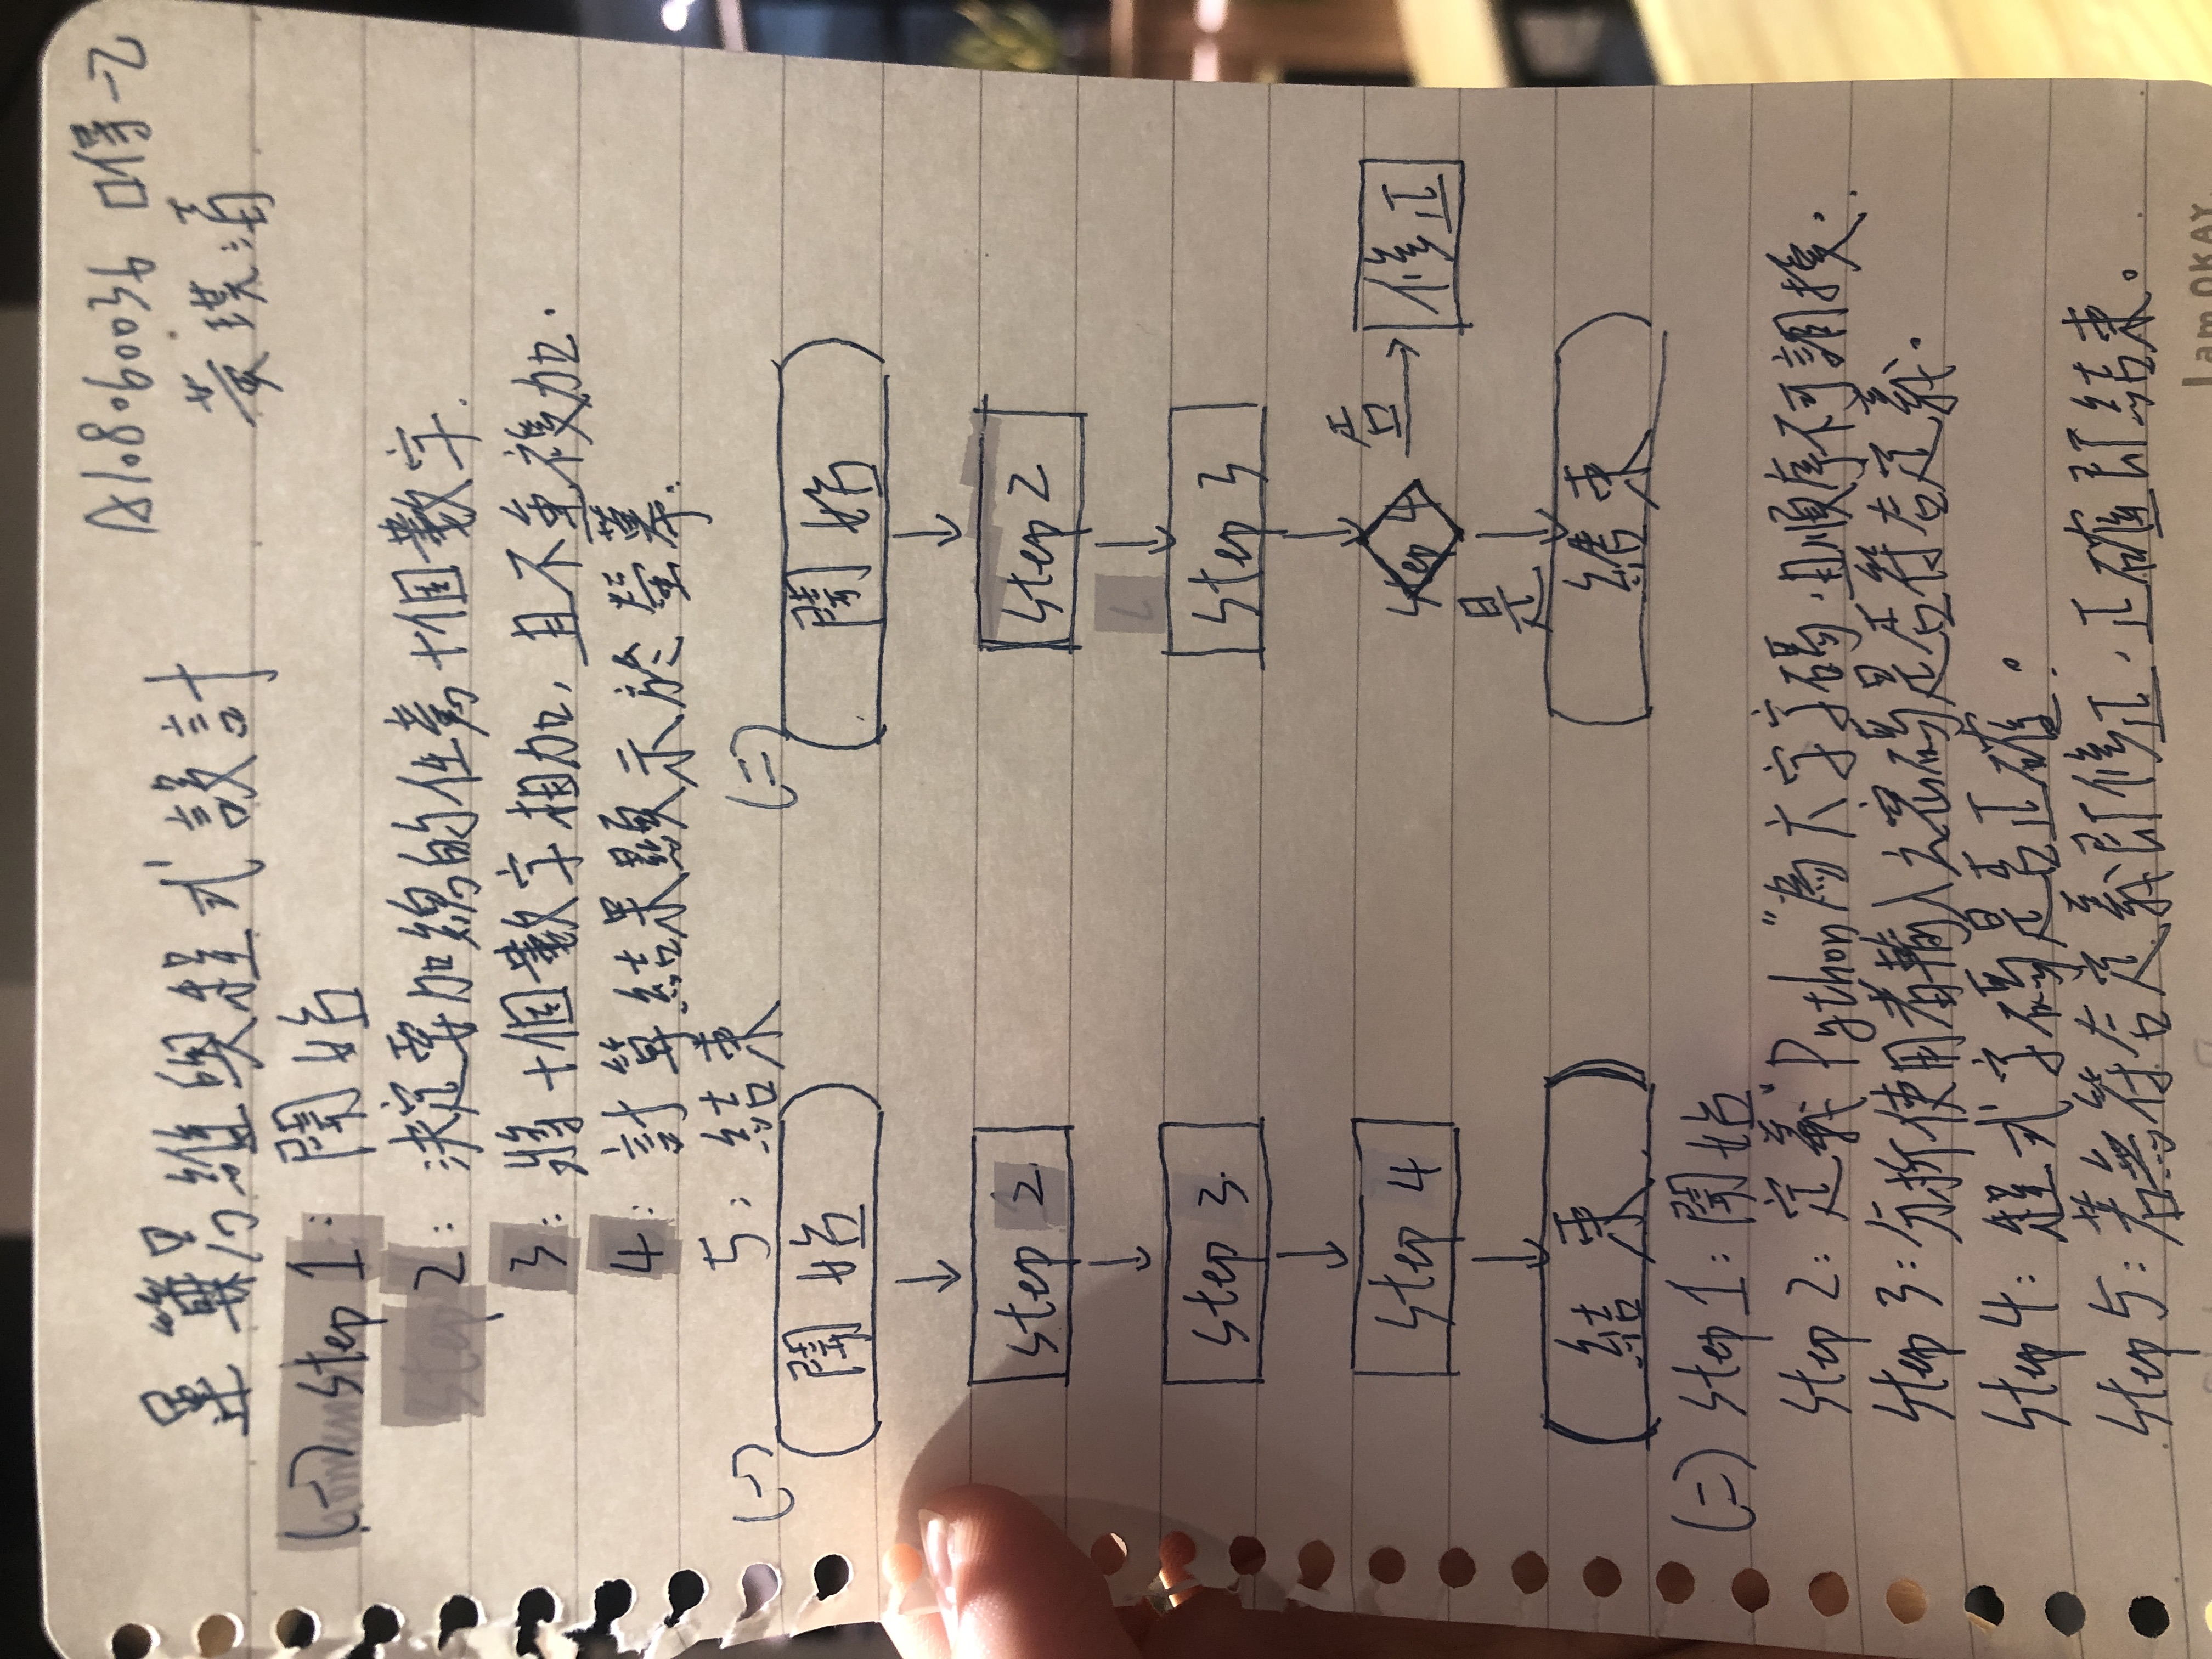 A108060036 口得一乙
運算思維與程式設計
黃
(一) step 1: 開始
step 2: 決定要加總的任意十個數字.
3: 將十個數字相加, 且不重複加.
4: 計算結果顯示於螢幕.
5: 結束
(一) (二)
開始 開始
step 2. step 2
step 3. step 3
否
step 4 step 4 修正
是
結束 結束
(二) step 1: 開始
step 2: 定義"Python"為六字字碼,且順序不可調換.
step 3: 分析使用者輸入之密碼是否符合定義.
step 4: 程式字碼是否正確.
step 5: 若無符合定義即修正,正確即結束.
I am OKAY